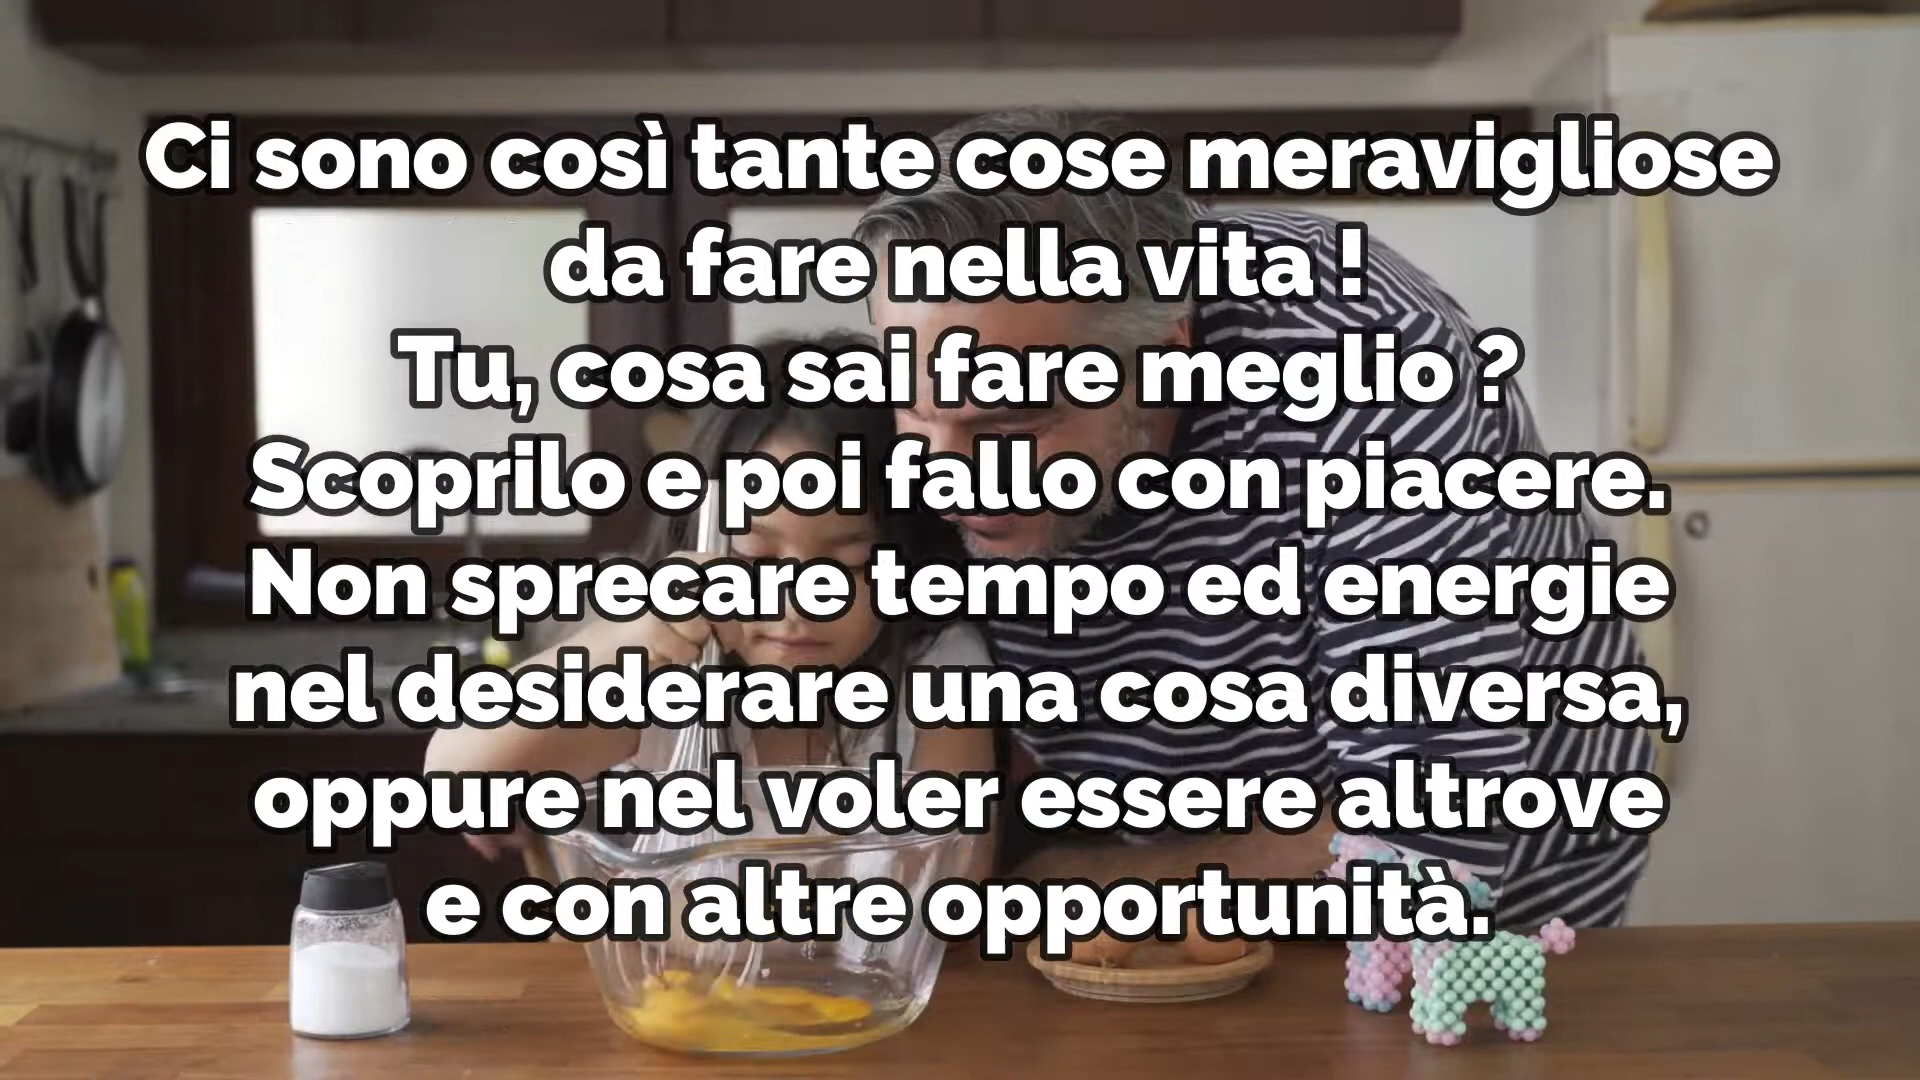 Ci sono così tante cose meravigliose
da fare nella vita !
Tu, cosa sai fare meglio ?
Scoprilo e poi fallo con piacere.
Non sprecare tempo ed energie
nel desiderare una cosa diversa,
oppure nel voler essere altrove
e con altre opportunità.